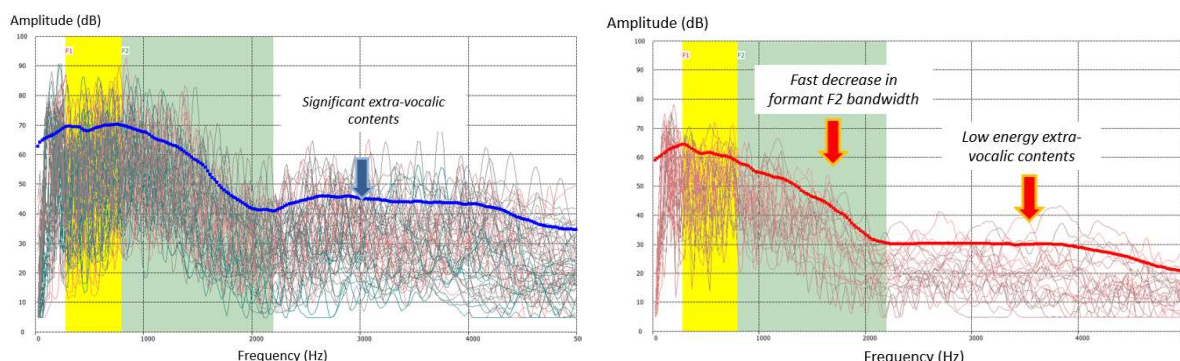 Amplitude (dB)
100
90
80
70
60
50
40
30
20
10
0
F1
F2
Significant extra-vocalic
contents
0
1000
2000
3000
4000
50
Frequency (Hz)
Amplitude (dB)
100
90
80
70
60
50
40
30
20
10
0
F1
F2
Fast decrease in
formant F2 bandwidth
Low energy extra-
vocalic contents
0
1000
2000
3000
4000
Frequency (Hz)